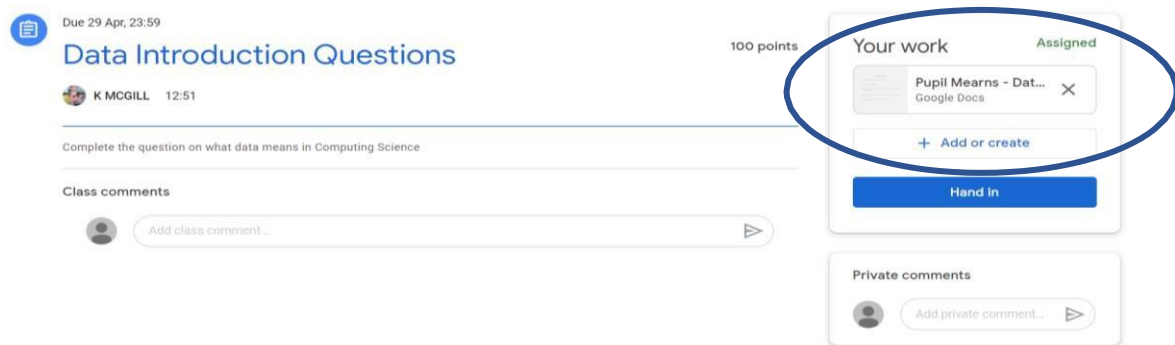 Due 29 Apr, 23:59
Data Introduction Questions
100 points
K MCGILL 12:51
Complete the question on what data means in Computing Science
Class comments
Add class comment...
Your work
Assigned
Pupil Mearns - Dat...
Google Docs
+ Add or create
Hand in
Private comments
Add private comment...